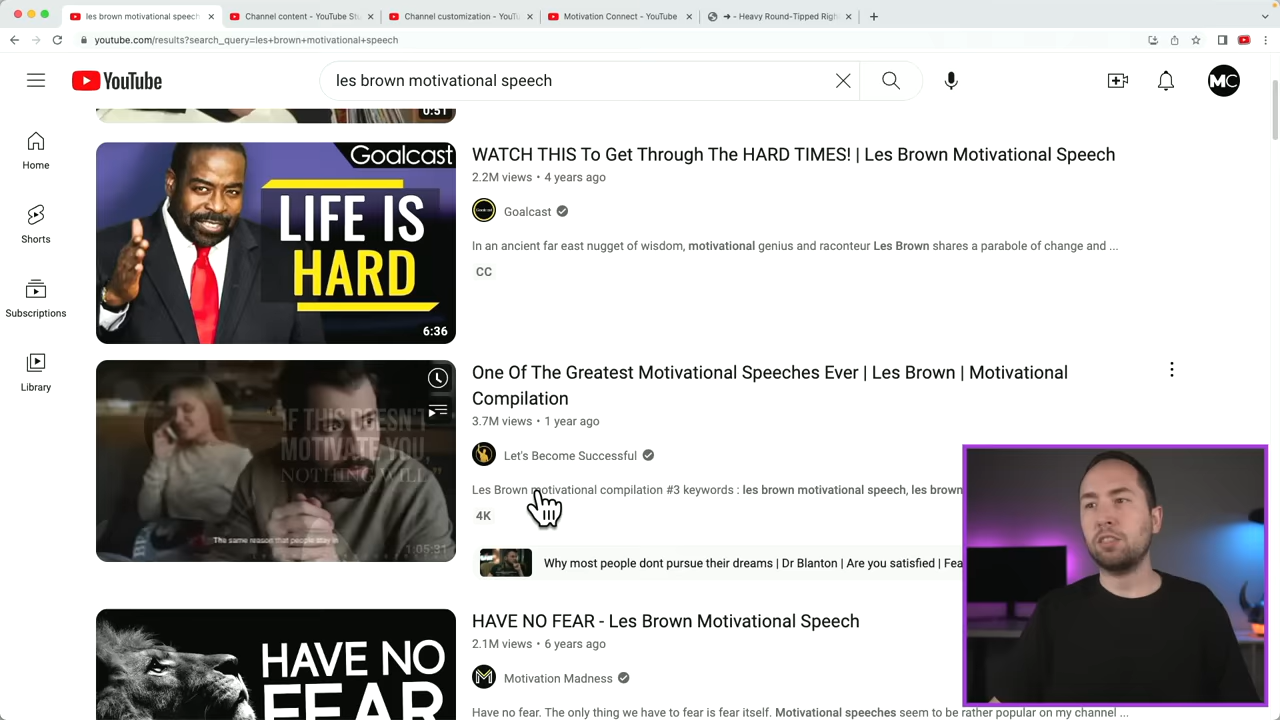 les brown motivational speech
Channel content - YouTube Stu
Channel customization - YouTu
Motivation Connect - YouTube
➜ - Heavy Round-Tipped Righ
youtube.com/results?search_query=les+brown+motivational+speech
YouTube
les brown motivational speech
MC
0:51
Home
Shorts
Subscriptions
Library
Goalcast
LIFE IS
HARD
6:36
WATCH THIS To Get Through The HARD TIMES! | Les Brown Motivational Speech
2.2M views • 4 years ago
Goalcast
In an ancient far east nugget of wisdom, motivational genius and raconteur Les Brown shares a parabole of change and ...
CC
IF THIS DOESN'T
MOTIVATE YOU,
NOTHING WILL"
The same reason that people stay in
1:05:31
One Of The Greatest Motivational Speeches Ever | Les Brown | Motivational
Compilation
3.7M views • 1 year ago
Let's Become Successful
Les Brown motivational compilation #3 keywords : les brown motivational speech, les brown
4K
Why most people dont pursue their dreams | Dr Blanton | Are you satisfied | Fea
HAVE NO
FEAR
HAVE NO FEAR - Les Brown Motivational Speech
2.1M views • 6 years ago
Motivation Madness
Have no fear. The only thing we have to fear is fear itself. Motivational speeches seem to be rather popular on my channel ...